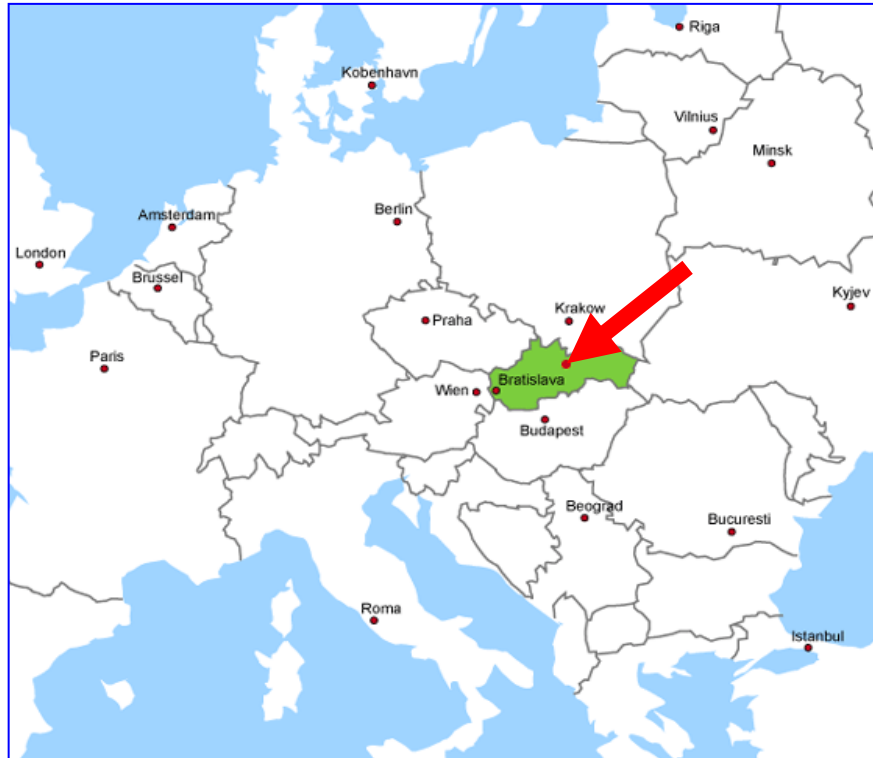 Riga
Kobenhavn
Vilnius
Minsk
Amsterdam
Berlin
London
Brussel
Kyjev
Krakow
Praha
Paris
Bratislava
Wien
Budapest
Beograd
Bucuresti
Roma
Istanbul